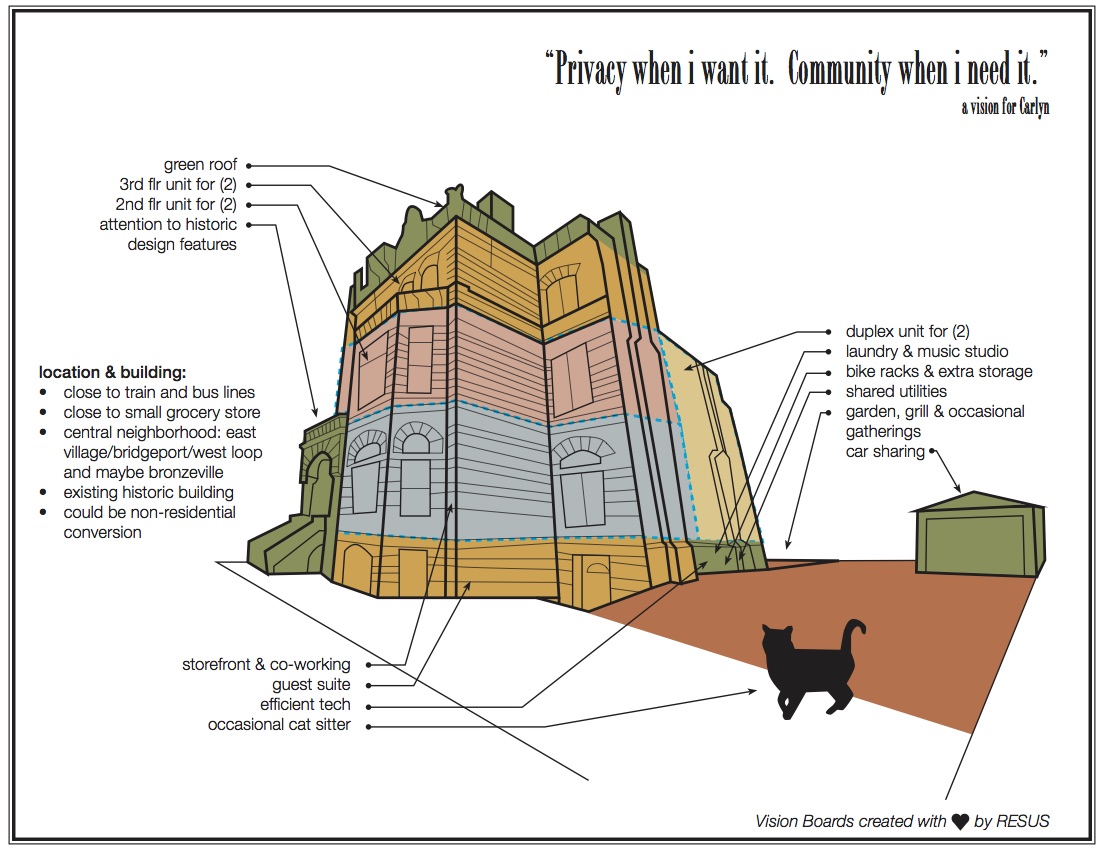 “Privacy when i want it. Community when i need it.”
a vision for Carlyn
green roof
3rd flr unit for (2)
2nd flr unit for (2)
attention to historic
design features
location & building:
• close to train and bus lines
• close to small grocery store
• central neighborhood: east
village/bridgeport/west loop
and maybe bronzeville
• existing historic building
• could be non-residential
conversion
duplex unit for (2)
laundry & music studio
bike racks & extra storage
shared utilities
garden, grill & occasional
gatherings
car sharing
storefront & co-working
guest suite
efficient tech
occasional cat sitter
Vision Boards created with ♥ by RESUS